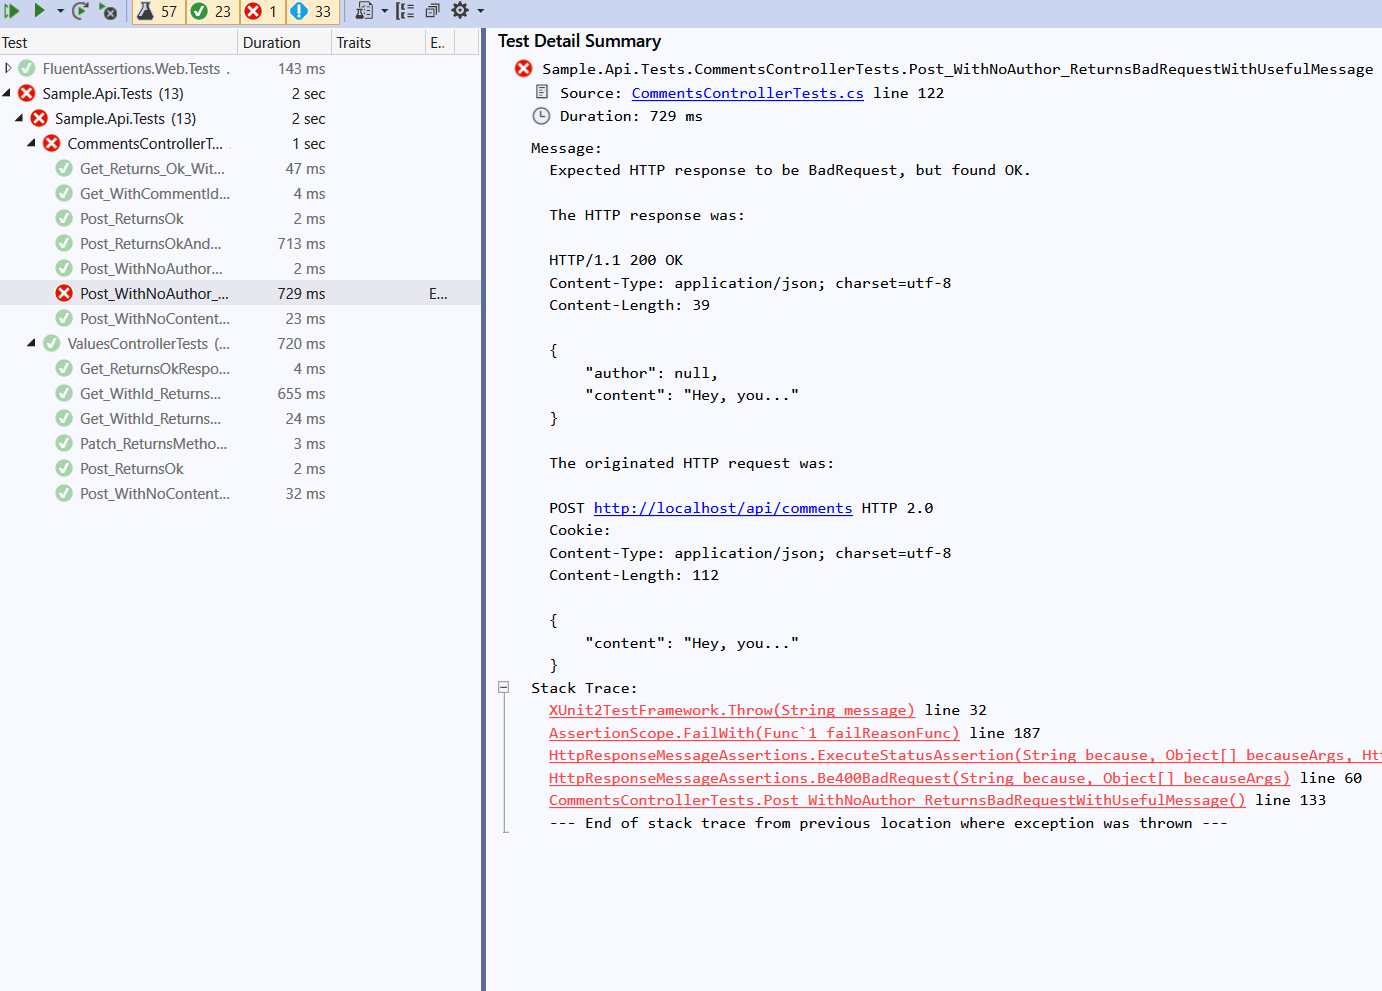 57 23 1 33
Test Duration Traits E..
FluentAssertions.Web.Tests . 143 ms
Sample.Api.Tests (13) 2 sec
Sample.Api.Tests (13) 2 sec
CommentsControllerT... 1 sec
Get_Returns_Ok_Wit... 47 ms
Get_WithCommentId... 4 ms
Post_ReturnsOk 2 ms
Post_ReturnsOkAnd... 713 ms
Post_WithNoAuthor... 2 ms
Post_WithNoAuthor_... 729 ms E...
Post_WithNoContent... 23 ms
ValuesControllerTests (... 720 ms
Get_ReturnsOkRespo... 4 ms
Get_WithId_Returns... 655 ms
Get_WithId_Returns... 24 ms
Patch_ReturnsMetho... 3 ms
Post_ReturnsOk 2 ms
Post_WithNoContent... 32 ms
Test Detail Summary
Sample.Api.Tests.CommentsControllerTests.Post_WithNoAuthor_ReturnsBadRequestWithUsefulMessage
Source: CommentsControllerTests.cs line 122
Duration: 729 ms
Message:
Expected HTTP response to be BadRequest, but found OK.
The HTTP response was:
HTTP/1.1 200 OK
Content-Type: application/json; charset=utf-8
Content-Length: 39
{
"author": null,
"content": "Hey, you..."
}
The originated HTTP request was:
POST http://localhost/api/comments HTTP 2.0
Cookie:
Content-Type: application/json; charset=utf-8
Content-Length: 112
{
"content": "Hey, you..."
}
Stack Trace:
XUnit2TestFramework.Throw(String message) line 32
AssertionScope.FailWith(Func`1 failReasonFunc) line 187
HttpResponseMessageAssertions.ExecuteStatusAssertion(String because, Object[] becauseArgs, Htt
HttpResponseMessageAssertions.Be400BadRequest(String because, Object[] becauseArgs) line 60
CommentsControllerTests.Post_WithNoAuthor_ReturnsBadRequestWithUsefulMessage() line 133
--- End of stack trace from previous location where exception was thrown ---